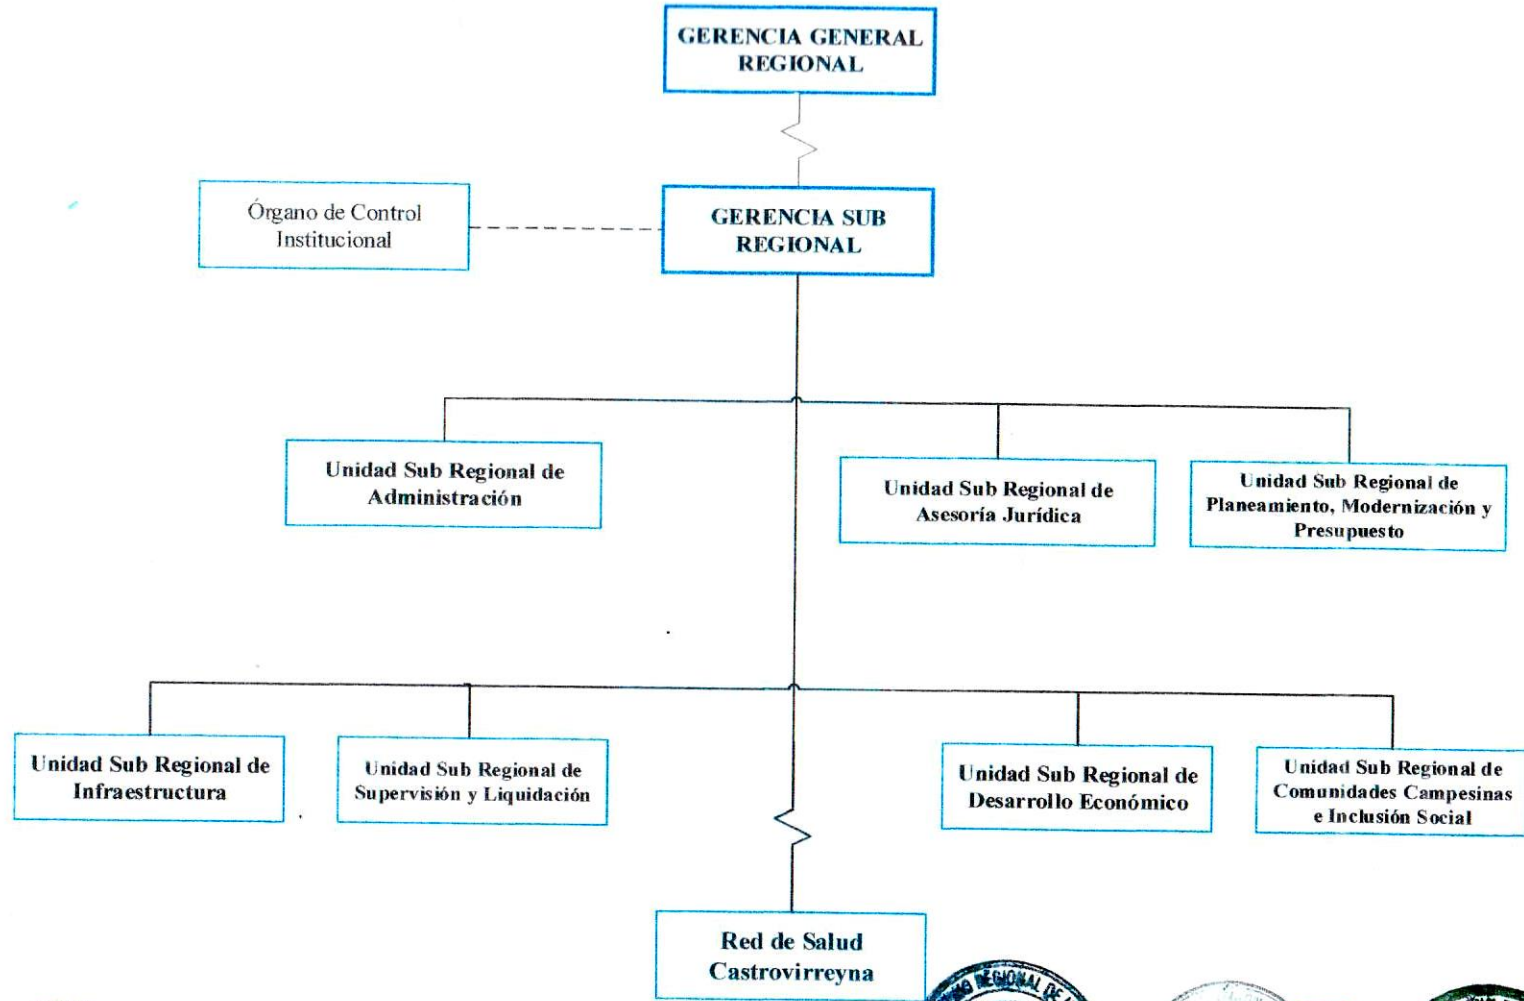 GERENCIA GENERAL
REGIONAL
Órgano de Control
Institucional
GERENCIA SUB
REGIONAL
Unidad Sub Regional de
Administración
Unidad Sub Regional de
Asesoría Jurídica
Unidad Sub Regional de
Planeamiento, Modernización y
Presupuesto
Unidad Sub Regional de
Infraestructura
Unidad Sub Regional de
Supervisión y Liquidación
Unidad Sub Regional de
Desarrollo Económico
Unidad Sub Regional de
Comunidades Campesinas
e Inclusión Social
Red de Salud
Castrovirreyna
REGIONAL DE